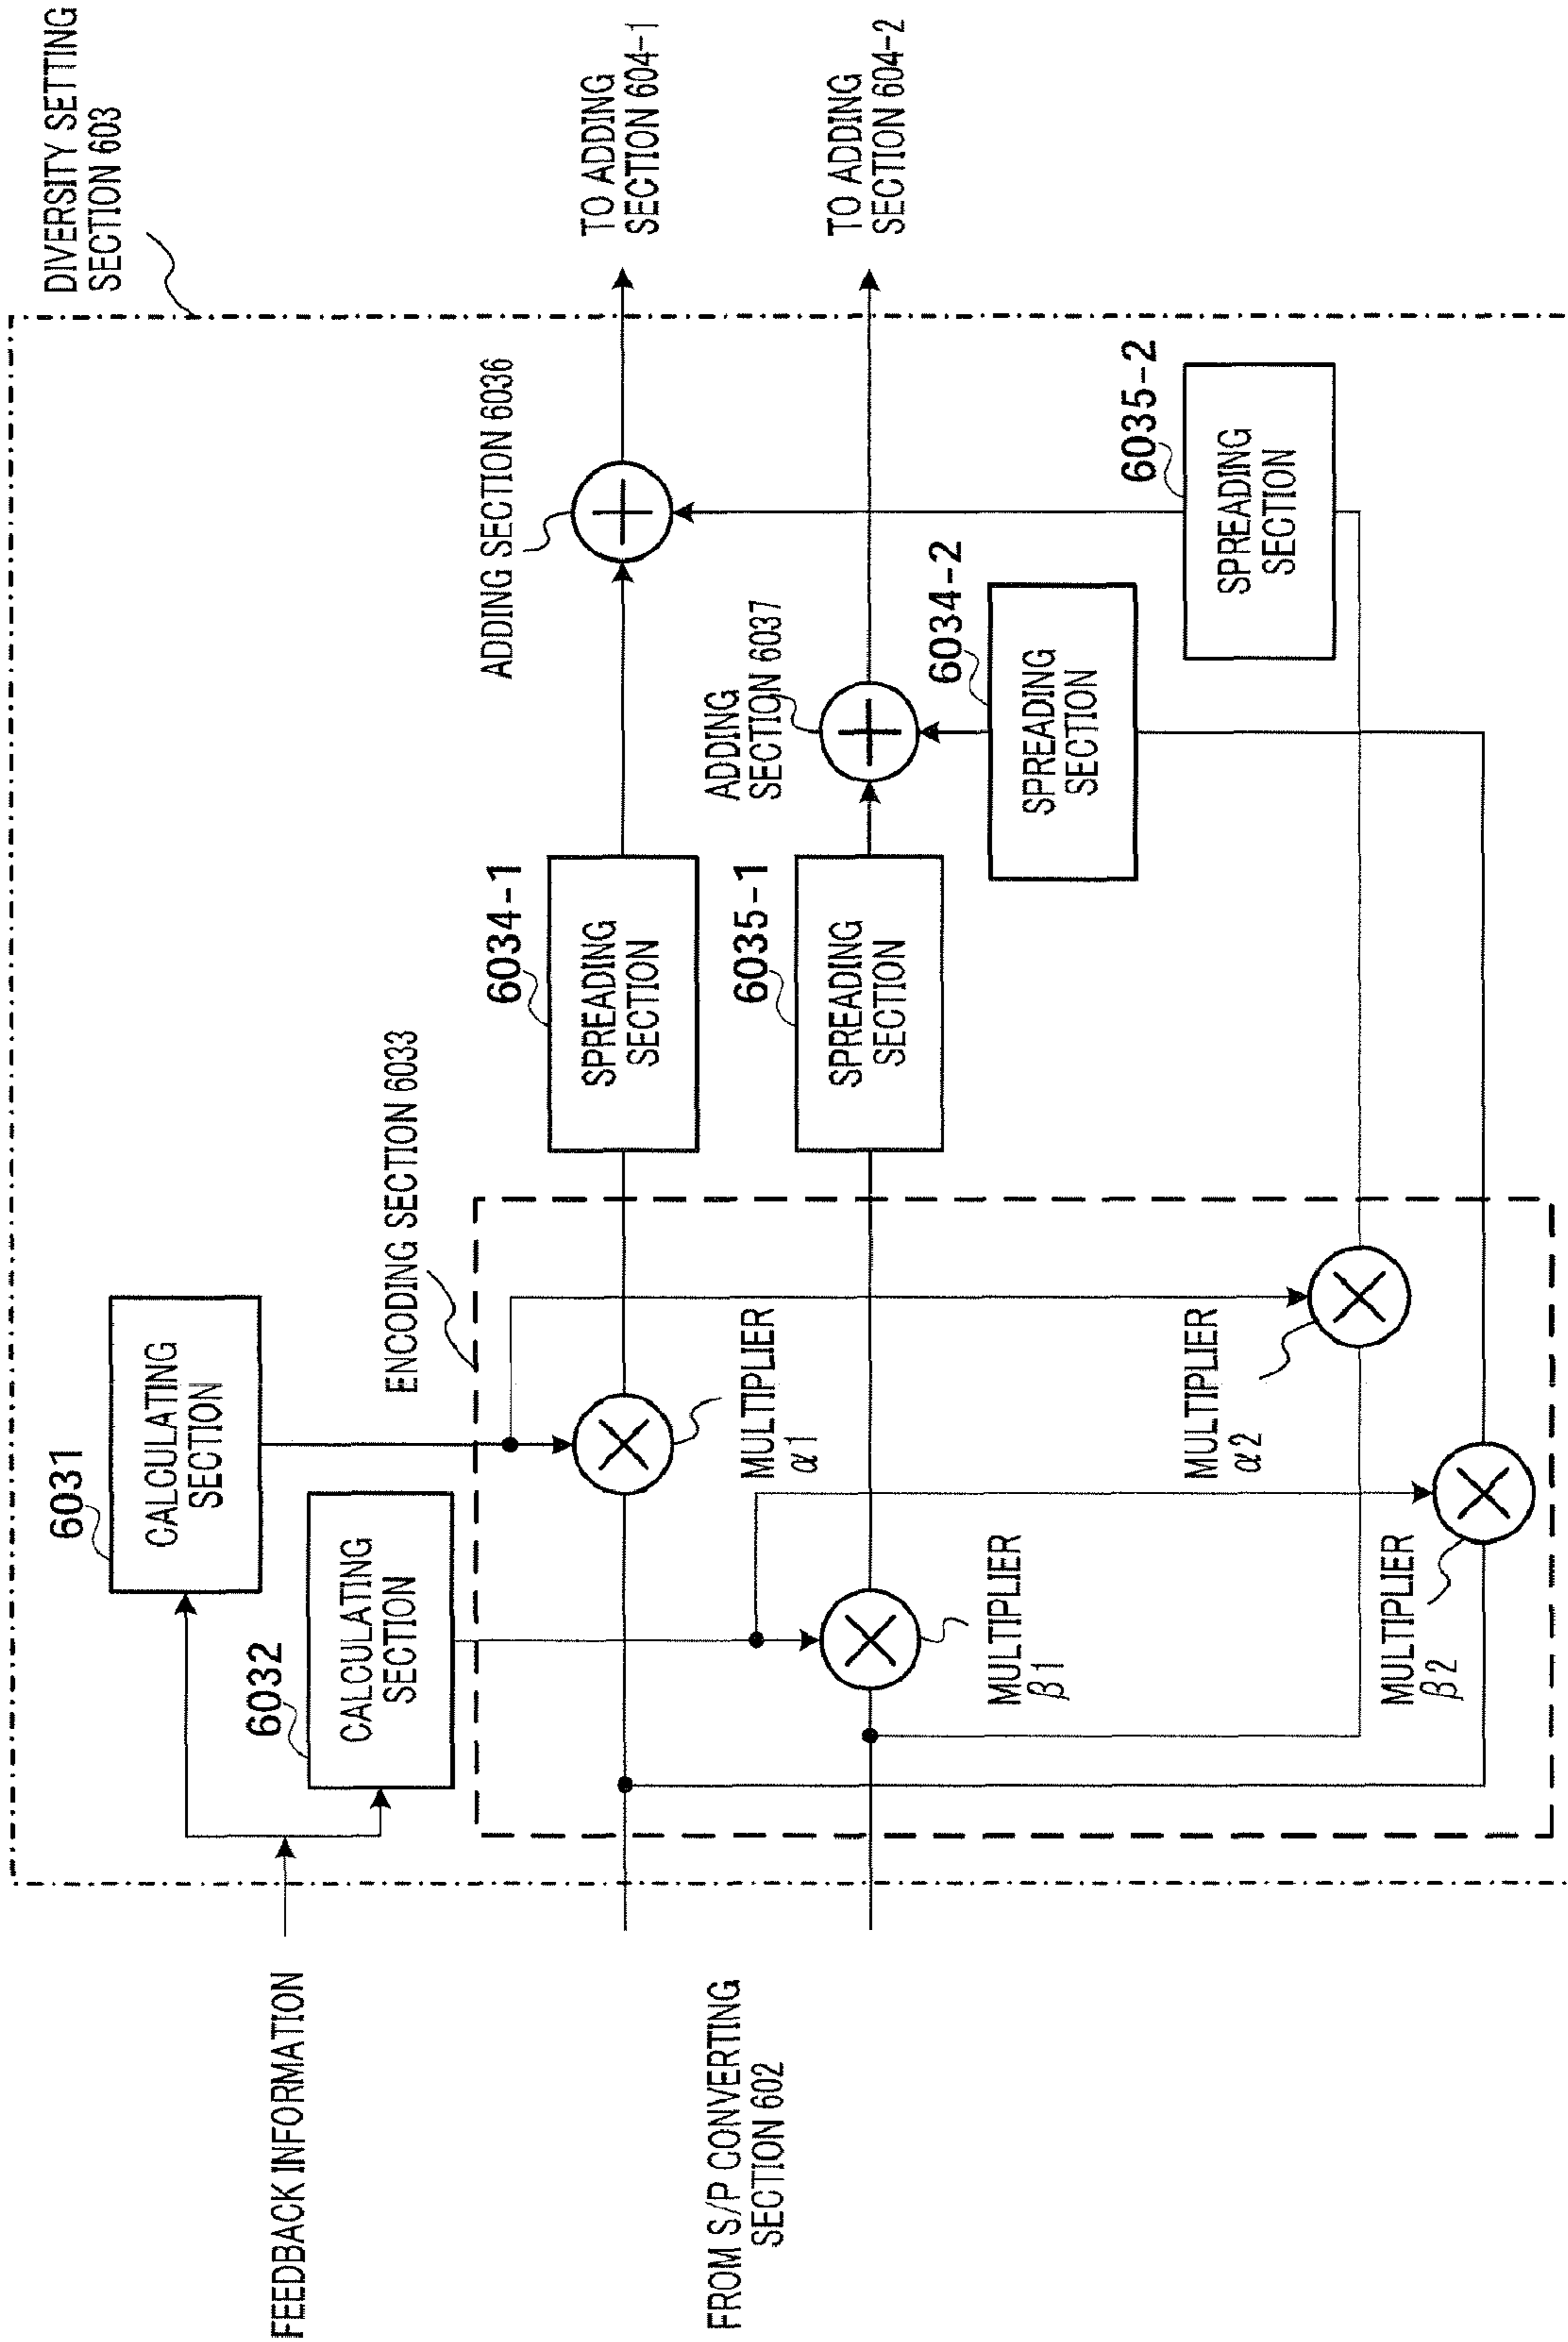 DIVERSITY SETTING
SECTION 603
FEEDBACK INFORMATION
6031
CALCULATING
SECTION
6032
CALCULATING
SECTION
ENCODING SECTION 6033
FROM S/P CONVERTING
SECTION 602
MULTIPLIER
α1
MULTIPLIER
β1
MULTIPLIER
α2
MULTIPLIER
β2
6034-1
SPREADING
SECTION
6035-1
SPREADING
SECTION
6034-2
SPREADING
SECTION
6035-2
SPREADING
SECTION
ADDING SECTION 6036
ADDING
SECTION 6037
TO ADDING
SECTION 604-1
TO ADDING
SECTION 604-2